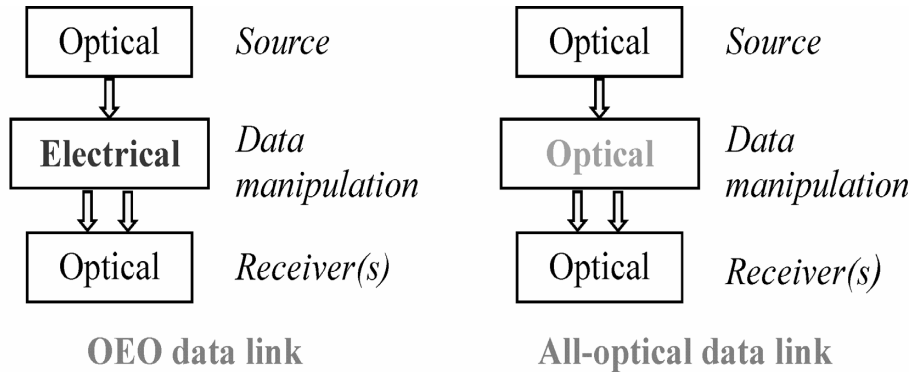 Optical
Source
Electrical
Data
manipulation
Optical
Receiver(s)
OEO data link
Optical
Source
Optical
Data
manipulation
Optical
Receiver(s)
All-optical data link